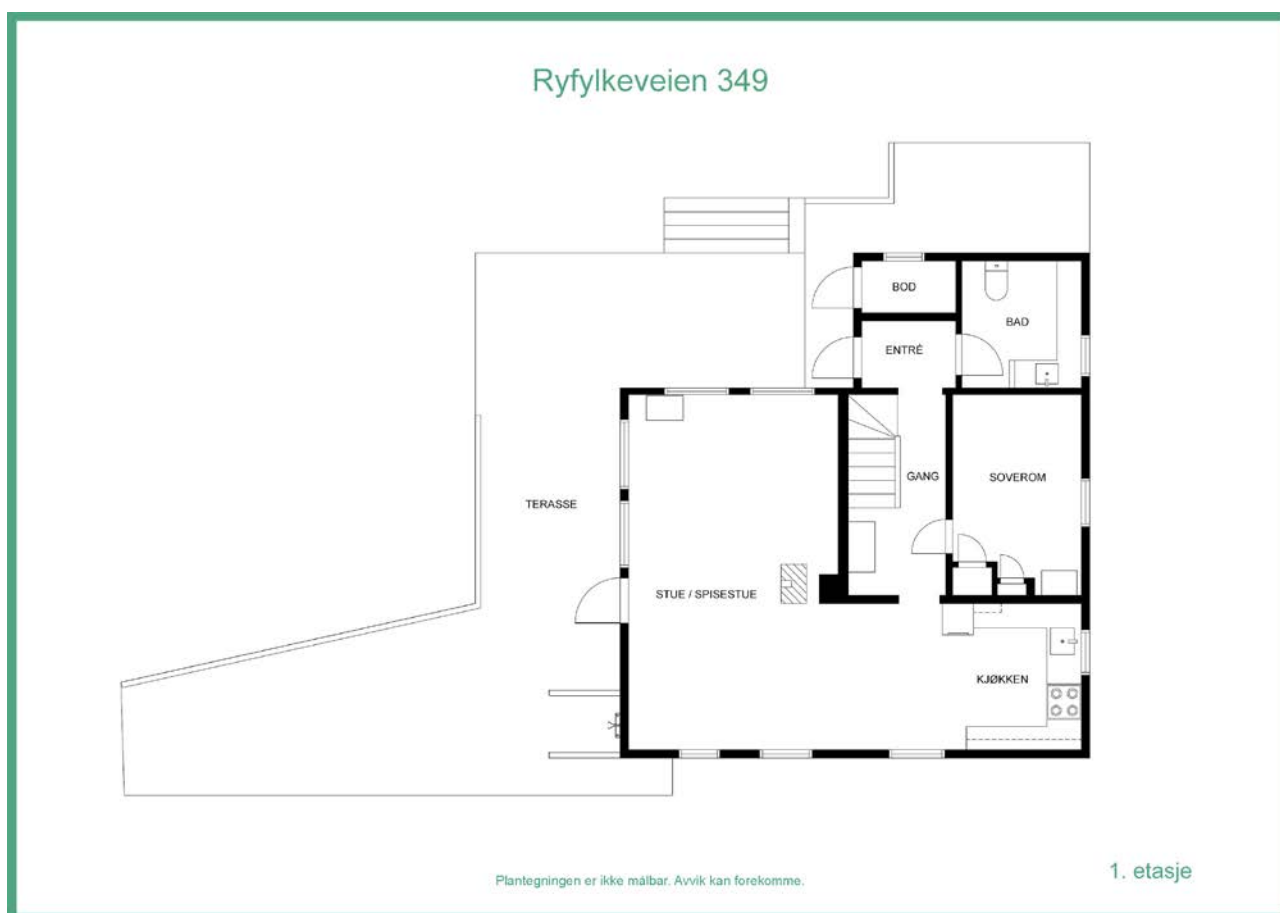 Ryfylkeveien 349
BOD
BAD
ENTRÉ
GANG
SOVEROM
TERASSE
STUE / SPISESTUE
KJØKKEN
Plantegningen er ikke målbar. Avvik kan forekomme.
1. etasje